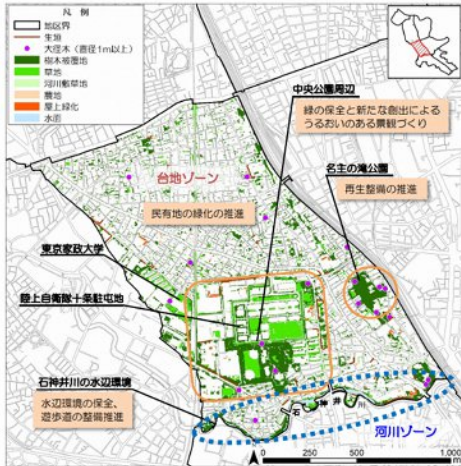 凡 例
地区界
生垣
大径木（直径1m以上）
樹木被覆地
草地
河川敷草地
農地
屋上緑化
水面
中央公園周辺
緑の保全と新たな創出による
うるおいのある景観づくり
名主の滝公園
再生整備の推進
台地ゾーン
民有地の緑化の推進
東京家政大学
陸上自衛隊十条駐屯地
石神井川の水辺環境
水辺環境の保全、
遊歩道の整備推進
石神井川
河川ゾーン
0 250 500 1,000 m